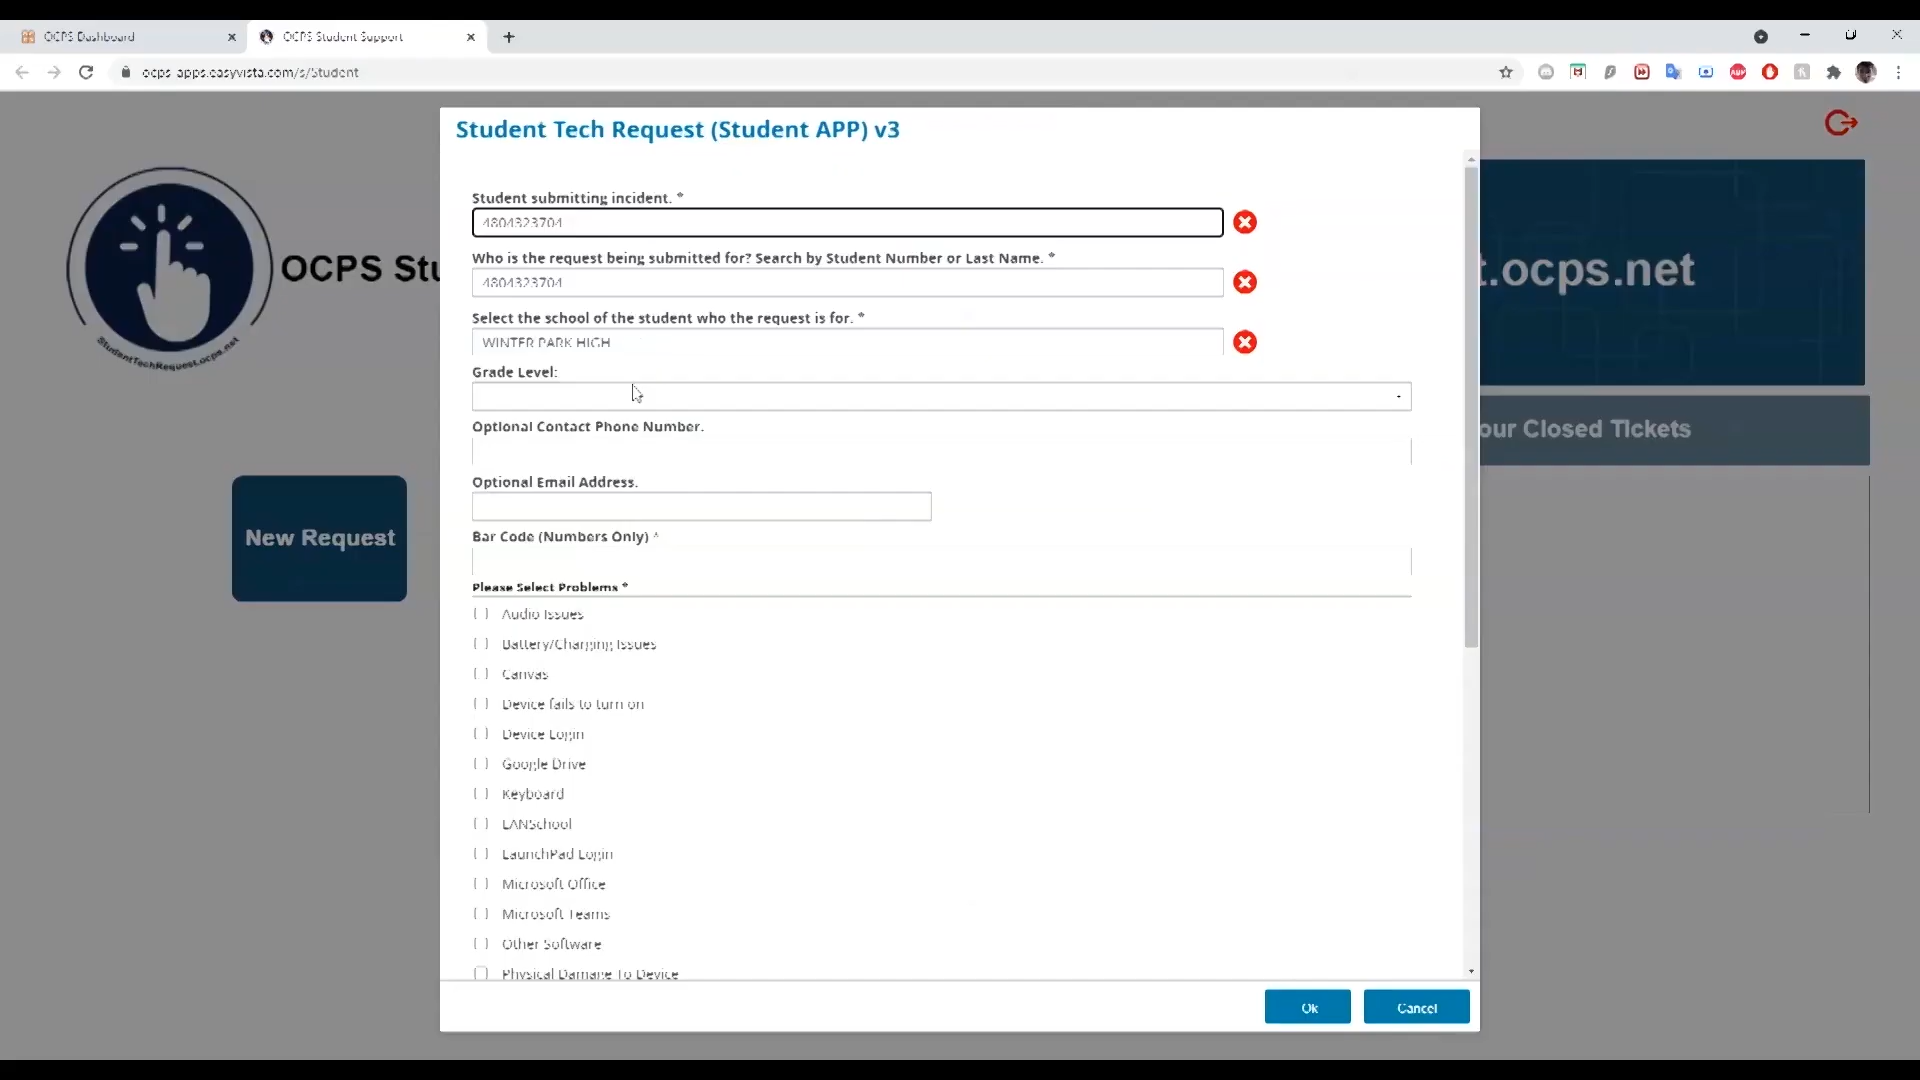 OCPS Dashboard
OCPS Student Support
ocps-apps.easyvista.com/s/Student
Student Tech Request (Student APP) v3
Student submitting incident. *
4804323704
Who is the request being submitted for? Search by Student Number or Last Name. *
4804323704
Select the school of the student who the request is for. *
WINTER PARK HIGH
Grade Level:
Optional Contact Phone Number.
Optional Email Address.
Bar Code (Numbers Only) *
Please Select Problems *
Audio Issues
Battery/Charging Issues
Canvas
Device fails to turn on
Device Login
Google Drive
Keyboard
LANSchool
LaunchPad Login
Microsoft Office
Microsoft Teams
Other Software
Physical Damage To Device
Ok
Cancel
OCPS Stu
StudentTechRequest.ocps.net
New Request
t.ocps.net
our Closed Tickets
ABP